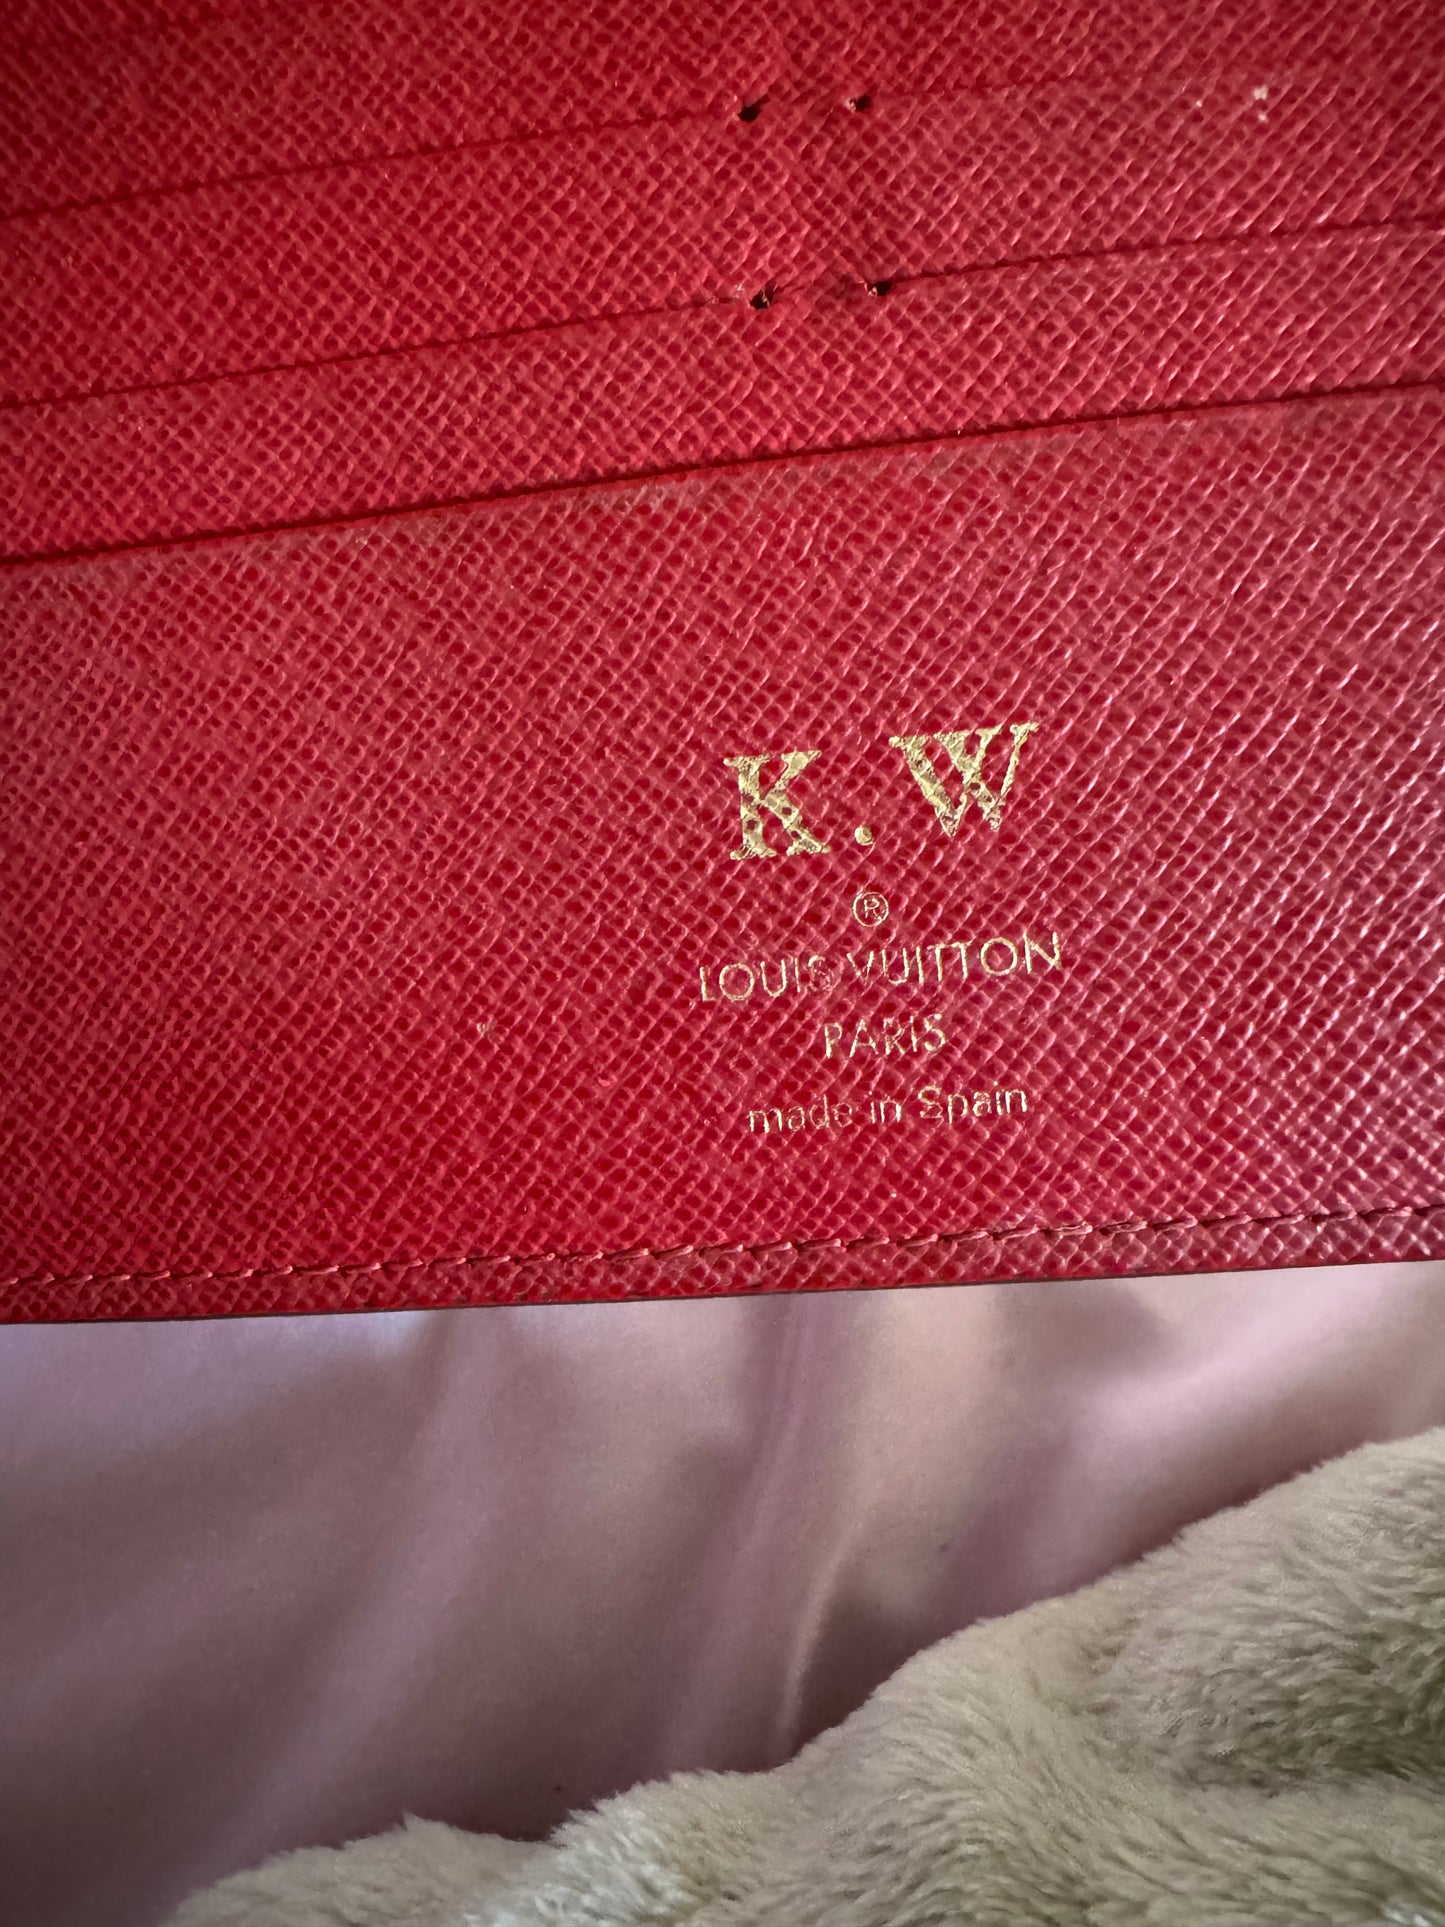 K.W
®
LOUIS VUITTON
PARIS
made in Spain